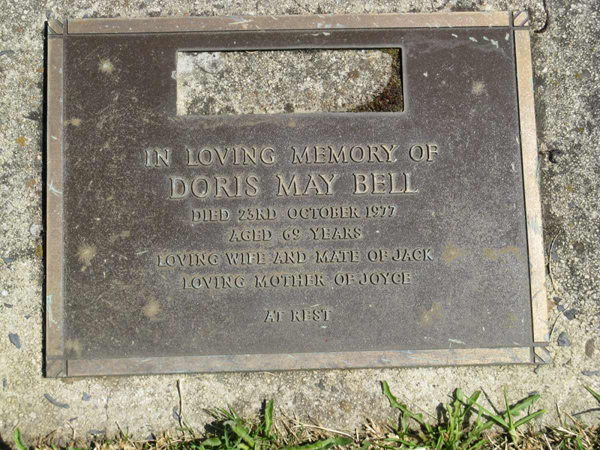 IN LOVING MEMORY OF
DORIS MAY BELL
DIED 23RD OCTOBER 1977
AGED 69 YEARS
LOVING WIFE AND MATE OF JACK
LOVING MOTHER OF JOYCE
AT REST